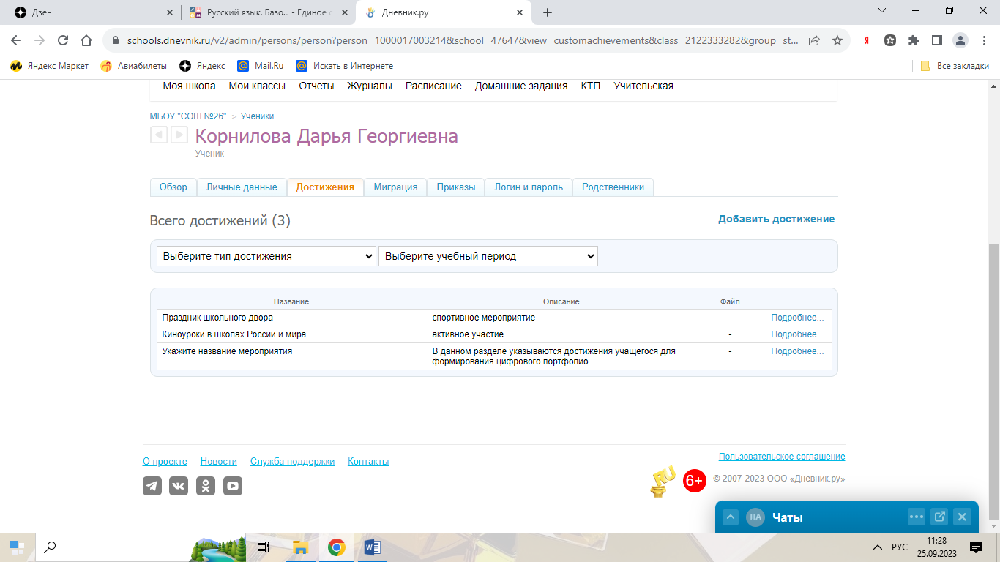 Дзен
Русский язык. Базо... - Единое с
Дневник.ру
schools.dnevnik.ru/v2/admin/persons/person?person=1000017003214&school=47647&view=customachievements&class=2122333282&group=st...
Яндекс Маркет Авиабилеты Яндекс Mail.Ru Искать в Интернете Все закладки
Моя школа Мои классы Отчеты Журналы Расписание Домашние задания КТП Учительская
МБОУ "СОШ №26" > Ученики
Корнилова Дарья Георгиевна
Ученик
Обзор Личные данные Достижения Миграция Приказы Логин и пароль Родственники
Всего достижений (3) Добавить достижение
Выберите тип достижения Выберите учебный период
Название Описание Файл
Праздник школьного двора спортивное мероприятие - Подробнее...
Киноуроки в школах России и мира активное участие - Подробнее...
Укажите название мероприятия В данном разделе указываются достижения учащегося для - Подробнее...
формирования цифрового портфолио
О проекте Новости Служба поддержки Контакты Пользовательское соглашение
RU 6+ © 2007-2023 ООО «Дневник.ру»
ЛА Чаты
РУС 11:28
25.09.2023